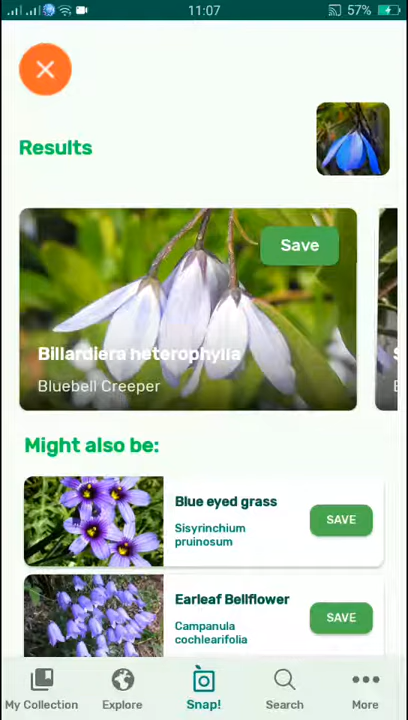 11:07
57%
Results
Save
Billardiera heterophylla
Bluebell Creeper
Might also be:
Blue eyed grass
Sisyrinchium
pruinosum
SAVE
Earleaf Bellflower
Campanula
cochlearifolia
SAVE
My Collection
Explore
Snap!
Search
More